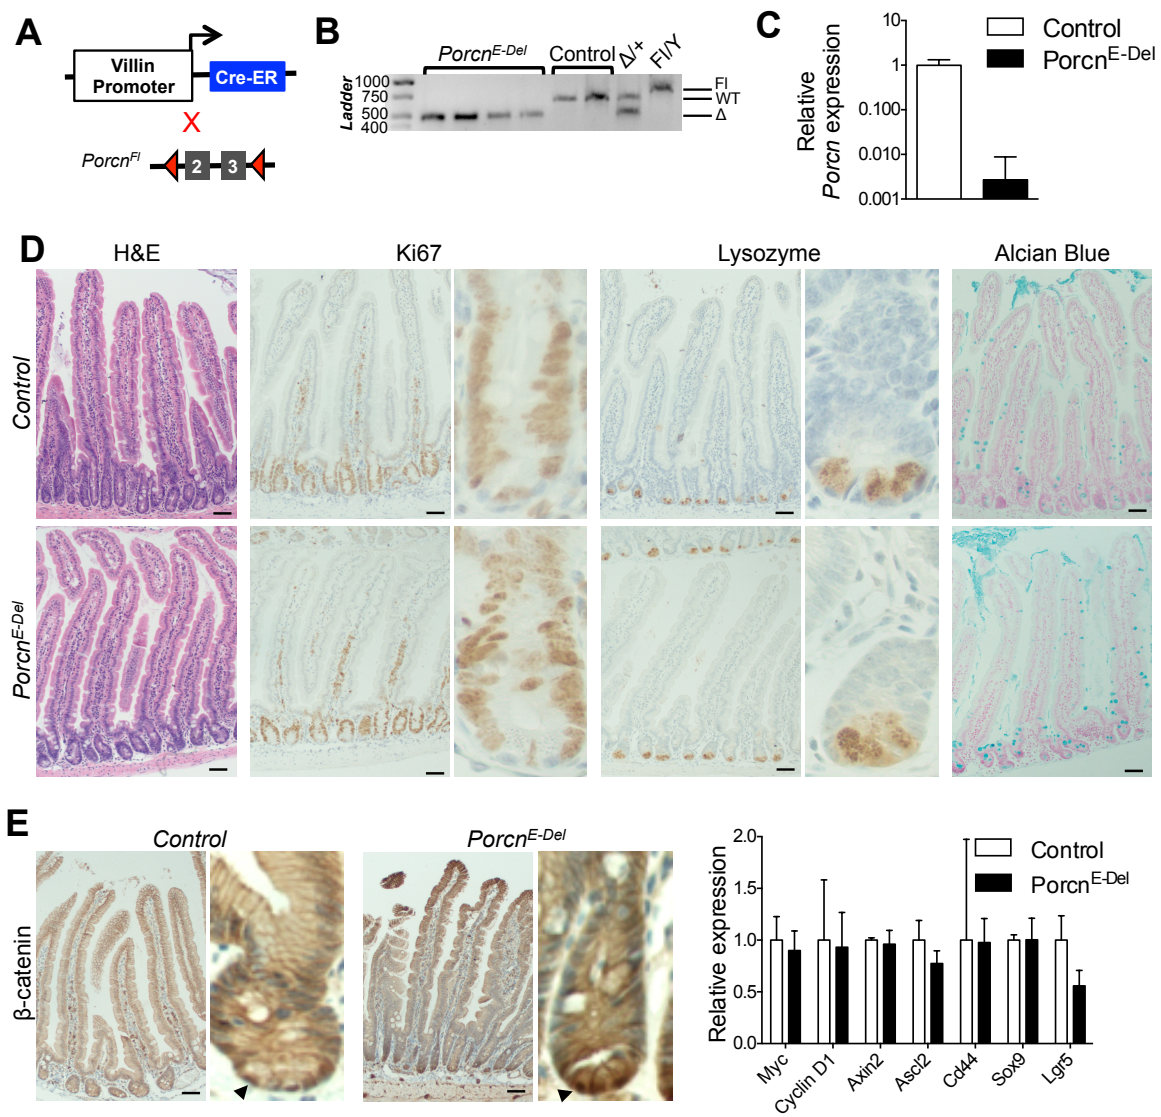 A
Villin
Promoter
Cre-ER
X
Porcn^Fl
2
3
B
Porcn^E-Del
Control
Δ/+
Fl/Y
Ladder
1000
750
500
400
Fl
WT
Δ
C
Relative
Porcn expression
10
1
0.100
0.010
0.001
Control
Porcn^E-Del
D
H&E
Ki67
Lysozyme
Alcian Blue
Control
Porcn^E-Del
E
Control
Porcn^E-Del
β-catenin
Relative expression
2.0
1.5
1.0
0.5
0.0
Control
Porcn^E-Del
Myc
Cyclin D1
Axin2
Ascl2
Cd44
Sox9
Lgr5